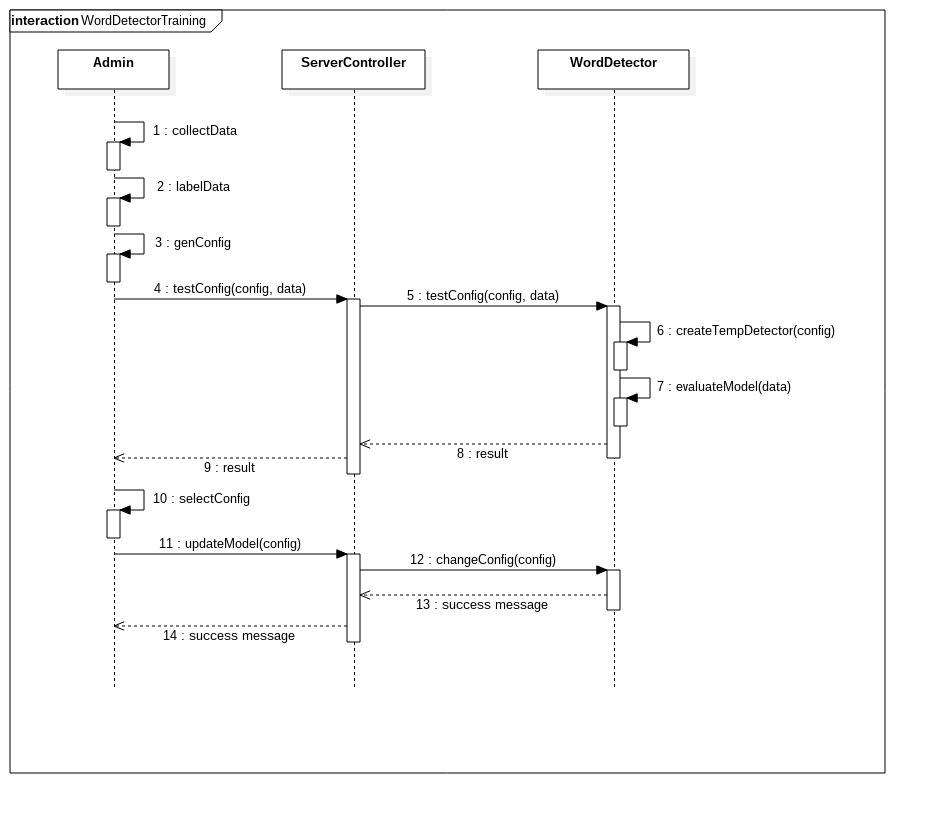 interaction WordDetectorTraining
Admin
ServerController
WordDetector
1 : collectData
2 : labelData
3 : genConfig
4 : testConfig(config, data)
5 : testConfig(config, data)
6 : createTempDetector(config)
7 : evaluateModel(data)
8 : result
9 : result
10 : selectConfig
11 : updateModel(config)
12 : changeConfig(config)
13 : success message
14 : success message